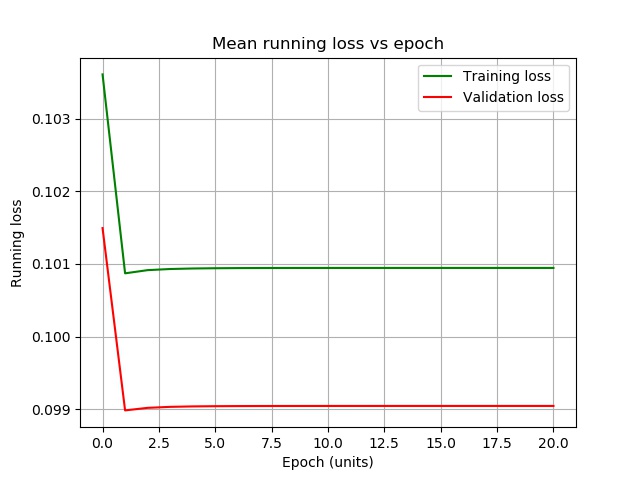 Mean running loss vs epoch
Training loss
Validation loss
0.103
0.102
0.101
0.100
0.099
Running loss
0.0 2.5 5.0 7.5 10.0 12.5 15.0 17.5 20.0
Epoch (units)